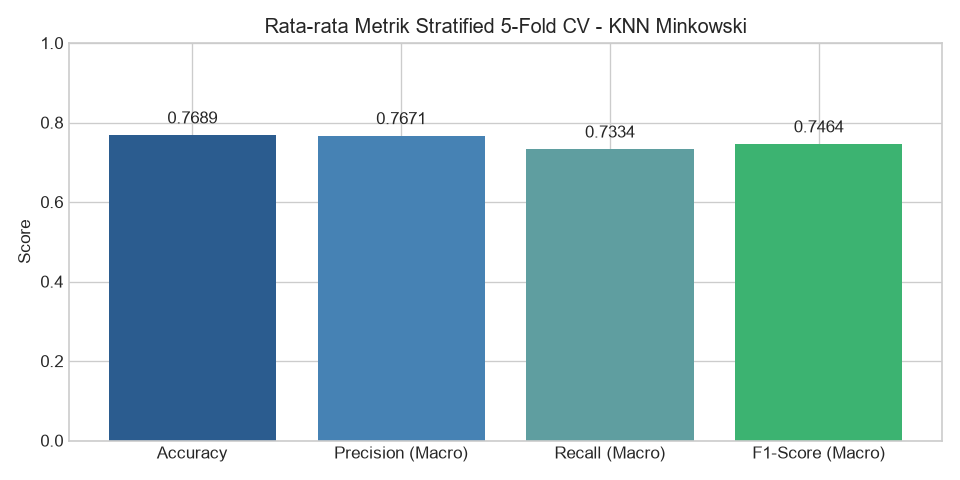 Rata-rata Metrik Stratified 5-Fold CV - KNN Minkowski
1.0
0.8
0.6
0.4
0.2
0.0
Score
0.7689
0.7671
0.7334
0.7464
Accuracy
Precision (Macro)
Recall (Macro)
F1-Score (Macro)